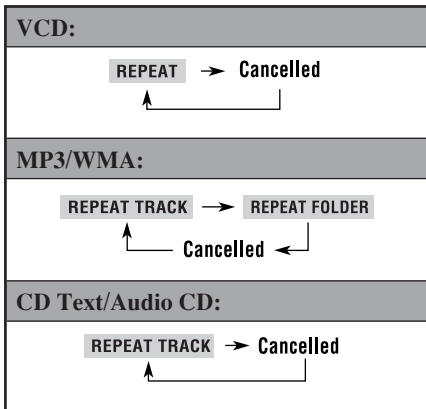 VCD:
REPEAT Cancelled
MP3/WMA:
REPEAT TRACK REPEAT FOLDER
Cancelled
CD Text/Audio CD:
REPEAT TRACK Cancelled